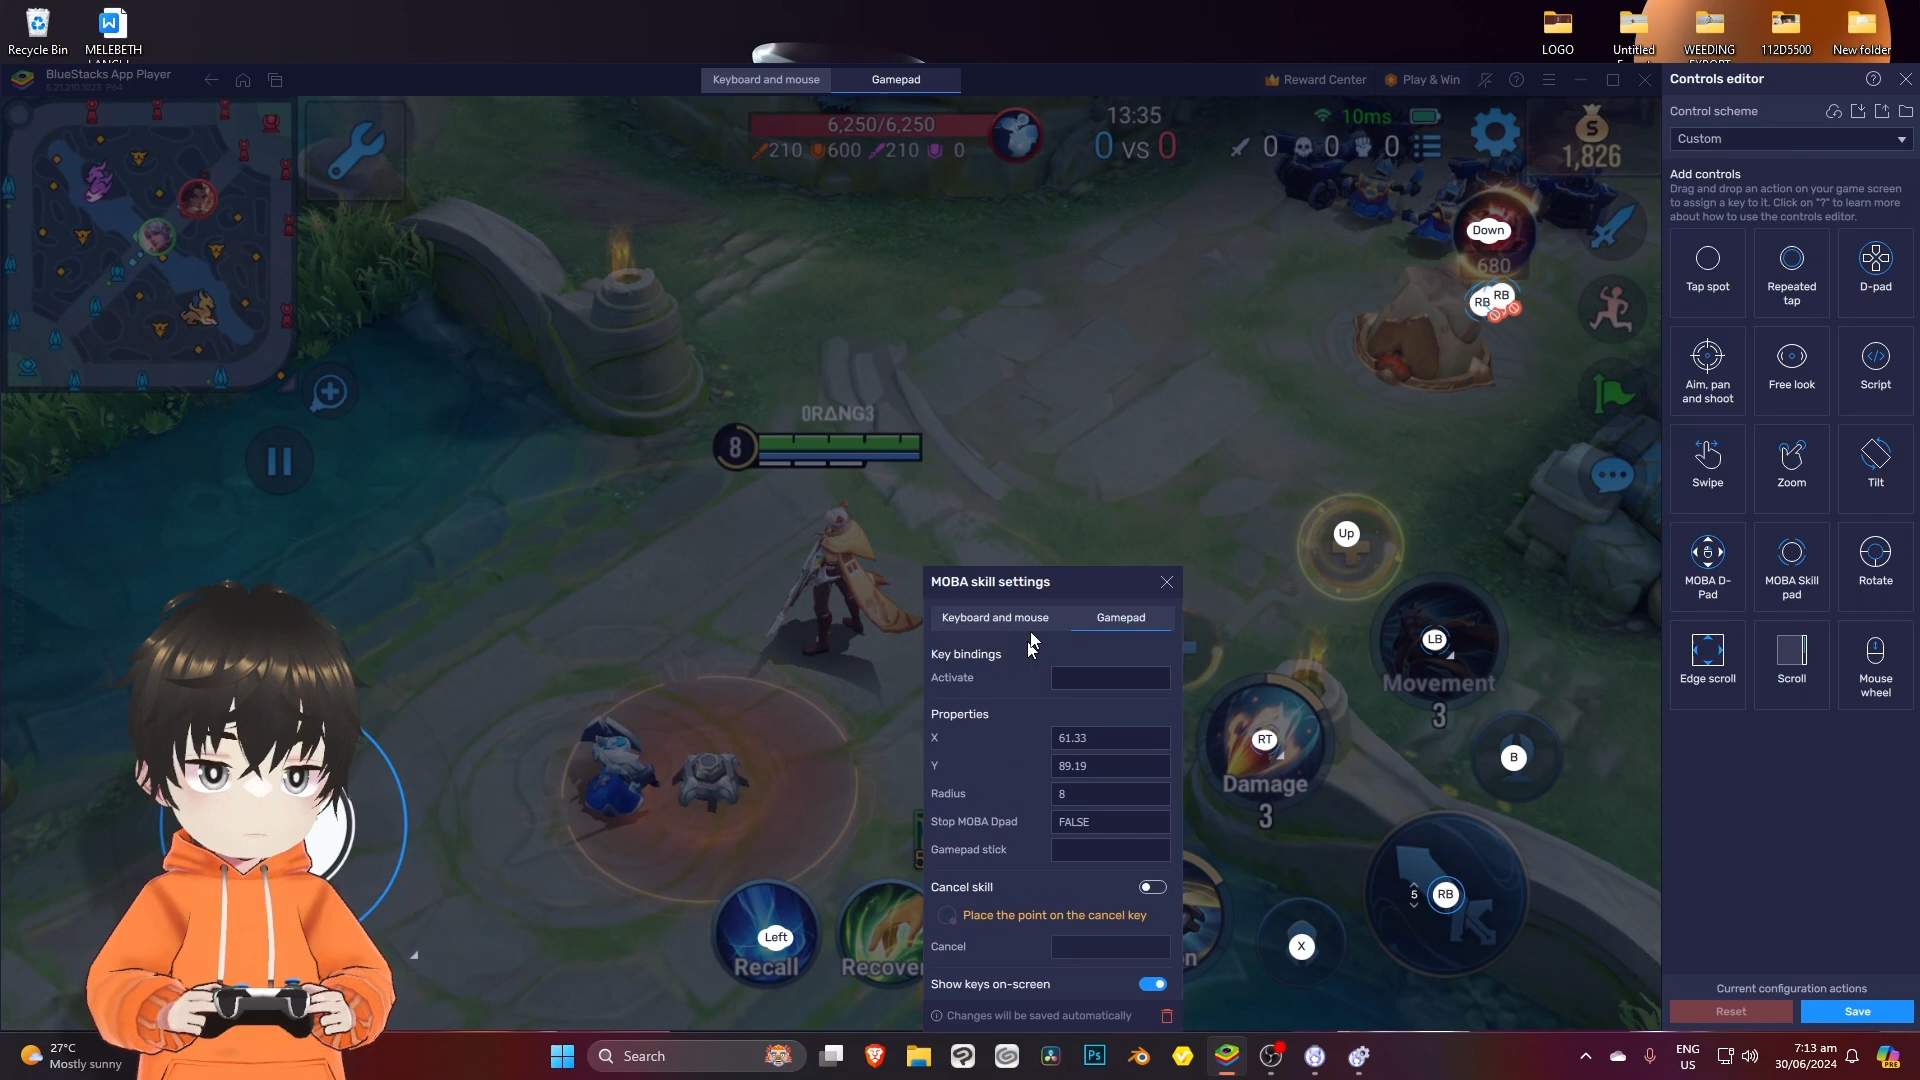 Recycle Bin
MELEBETH
LOGO
Untitled
WEEDING
112D5500
New folder
BlueStacks App Player
5.21.210.1023 P64
Keyboard and mouse
Gamepad
Reward Center
Play & Win
Controls editor
Control scheme
Custom
Add controls
Drag and drop an action on your game screen
to assign a key to it. Click on "?" to learn more
about how to use the controls editor.
Tap spot
Repeated
tap
D-pad
Aim, pan
and shoot
Free look
Script
Swipe
Zoom
Tilt
MOBA D-
Pad
MOBA Skill
pad
Rotate
Edge scroll
Scroll
Mouse
wheel
Current configuration actions
Reset
Save
6,250/6,250
210 600 210 0
13:35
0 VS 0
10ms
0 0 0
1,826
Down
680
RB RB
0RANG3
8
Up
LB
Movement
3
RT
Damage
3
B
5 RB
X
Left
Recall
MOBA skill settings
Keyboard and mouse
Gamepad
Key bindings
Activate
Properties
X 61.33
Y 89.19
Radius 8
Stop MOBA Dpad FALSE
Gamepad stick
Cancel skill
Place the point on the cancel key
Cancel
Show keys on-screen
Changes will be saved automatically
27°C
Mostly sunny
Search
Ps
ENG
US
7:13 am
30/06/2024
PRE